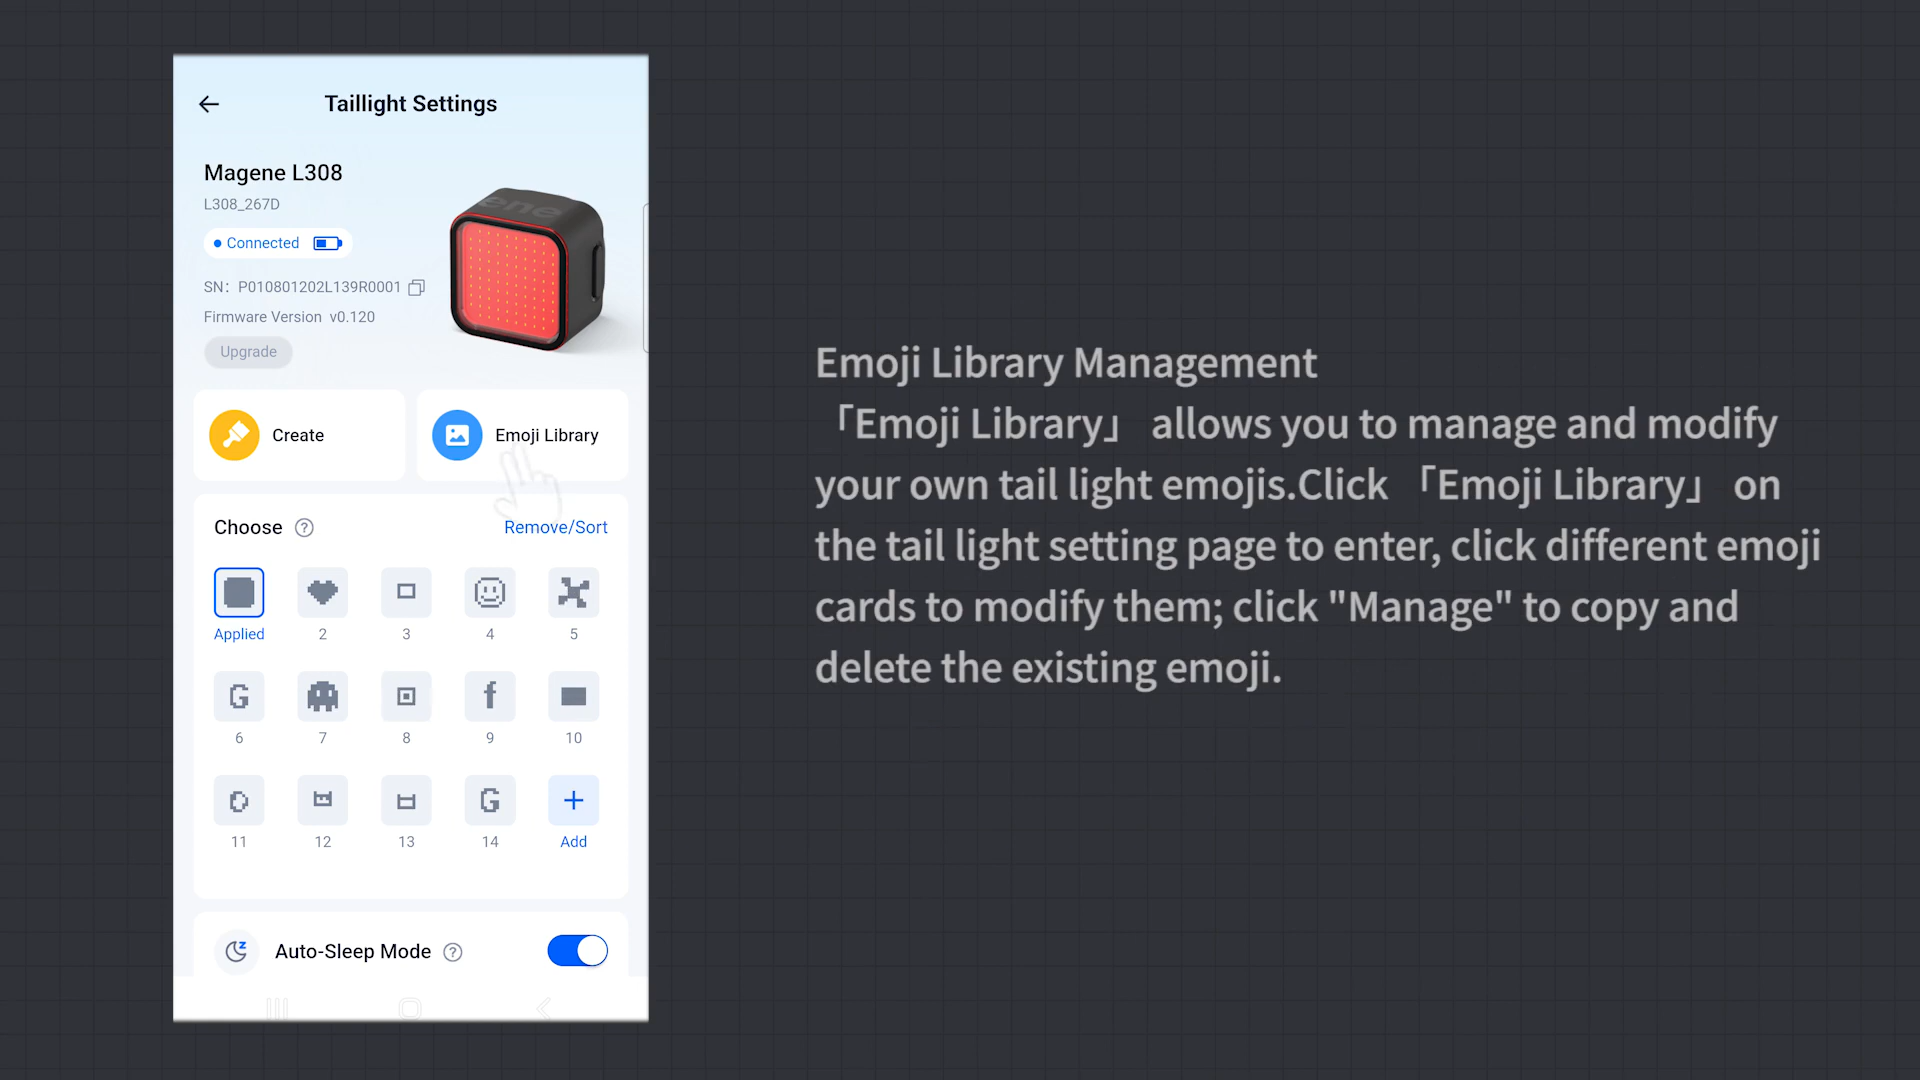 Taillight Settings
Magene L308
L308_267D
Connected
SN: P010801202L139R0001
Firmware Version v0.120
Upgrade
ene
Create
Emoji Library
Choose ?
Remove/Sort
Applied 2 3 4 5
G f
6 7 8 9 10
G +
11 12 13 14 Add
Auto-Sleep Mode ?
Emoji Library Management
「Emoji Library」 allows you to manage and modify
your own tail light emojis.Click 「Emoji Library」 on
the tail light setting page to enter, click different emoji
cards to modify them; click "Manage" to copy and
delete the existing emoji.